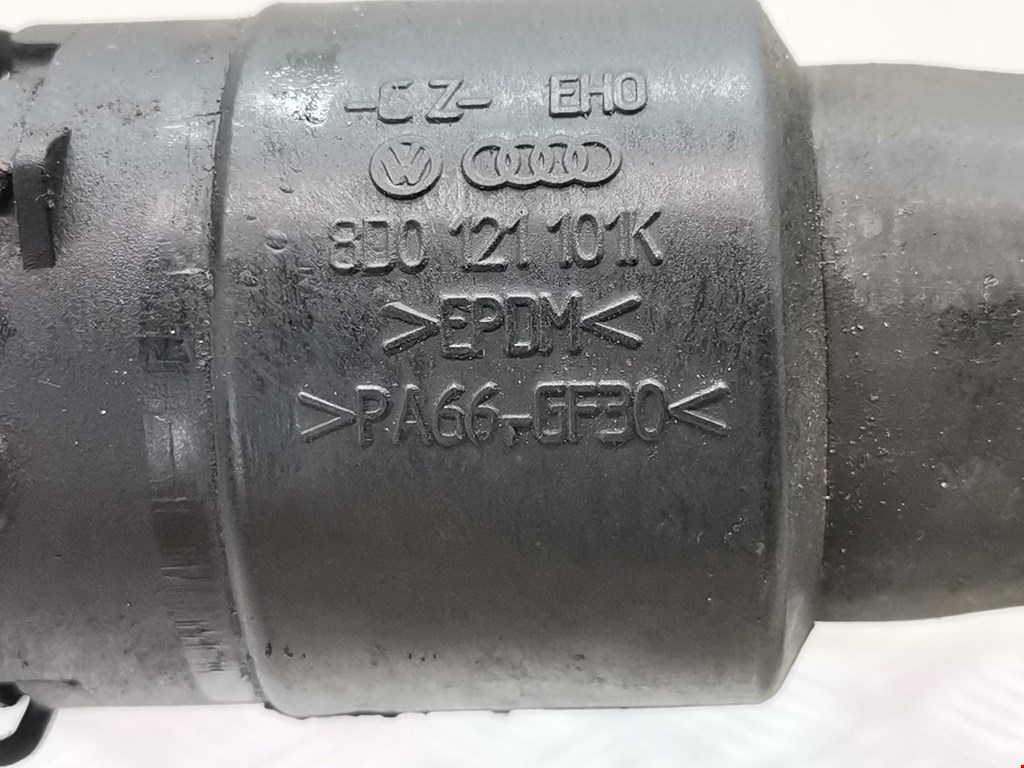 -CZ- EHO
8D0 121 101K
>EPDM<
>PA66-GF30<